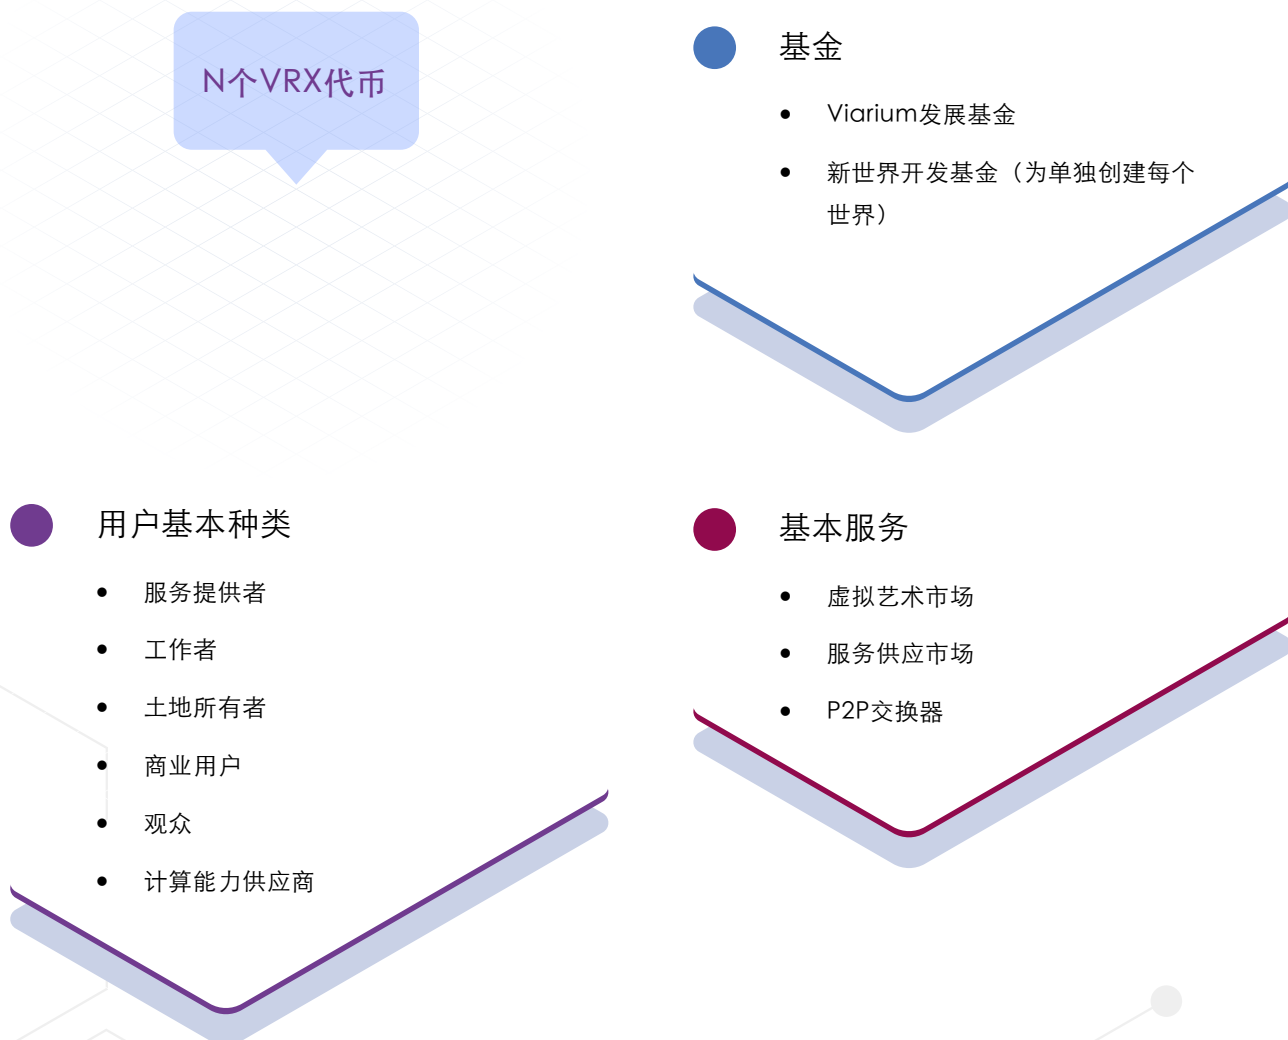 N个VRX代币
基金
Viarium发展基金
新世界开发基金（为单独创建每个
世界）
用户基本种类
服务提供者
工作者
土地所有者
商业用户
观众
计算能力供应商
基本服务
虚拟艺术市场
服务供应市场
P2P交换器